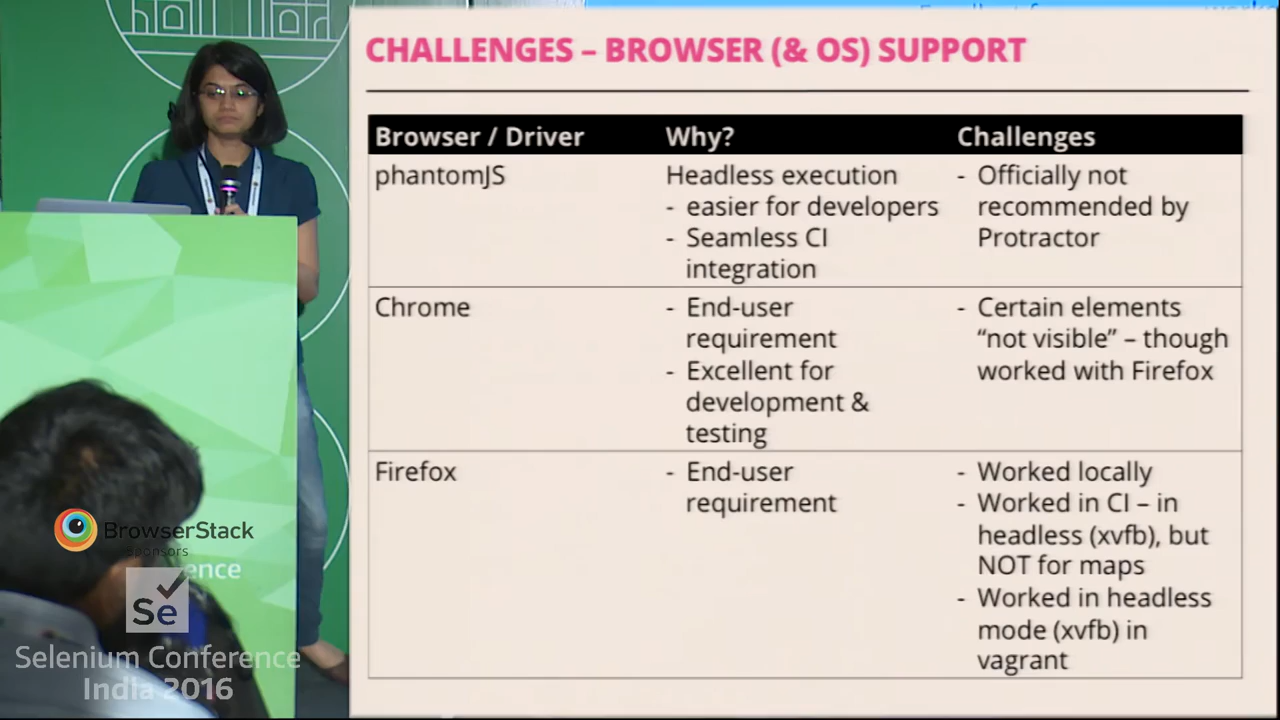 CHALLENGES – BROWSER (& OS) SUPPORT
Browser / Driver
Why?
Challenges
phantomJS
Headless execution
- easier for developers
- Seamless CI
integration
- Officially not
recommended by
Protractor
Chrome
- End-user
requirement
- Excellent for
development &
testing
- Certain elements
“not visible” – though
worked with Firefox
Firefox
- End-user
requirement
- Worked locally
- Worked in CI – in
headless (xvfb), but
NOT for maps
- Worked in headless
mode (xvfb) in
vagrant
BrowserStack
Sponsors
ence
Se
Selenium Conference
India 2016